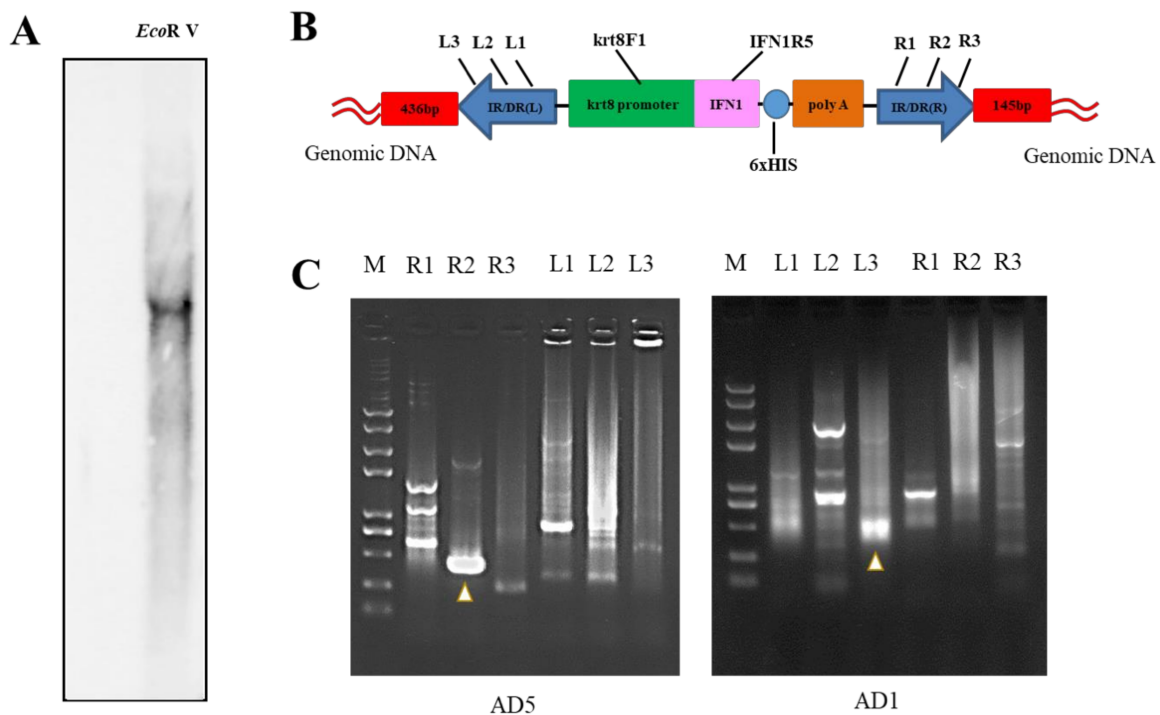 A
EcoR V
B
L3 L2 L1 krt8F1 IFN1R5 R1 R2 R3
436bp IR/DR(L) krt8 promoter IFN1 poly A IR/DR(R) 145bp
Genomic DNA 6xHIS Genomic DNA
C
M R1 R2 R3 L1 L2 L3
M L1 L2 L3 R1 R2 R3
AD5
AD1